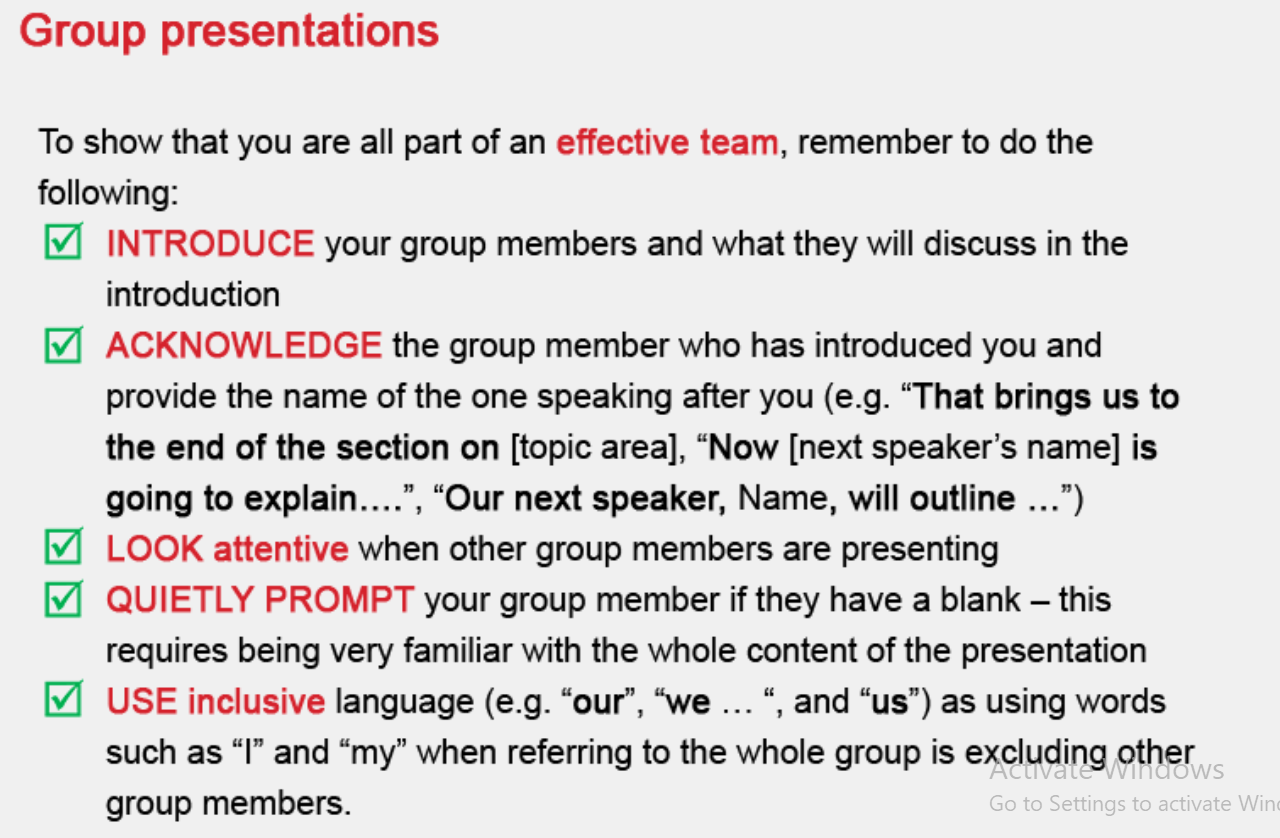 Group presentations
To show that you are all part of an effective team, remember to do the
following:
INTRODUCE your group members and what they will discuss in the
introduction
ACKNOWLEDGE the group member who has introduced you and
provide the name of the one speaking after you (e.g. “That brings us to
the end of the section on [topic area], “Now [next speaker’s name] is
going to explain….”, “Our next speaker, Name, will outline …”)
LOOK attentive when other group members are presenting
QUIETLY PROMPT your group member if they have a blank – this
requires being very familiar with the whole content of the presentation
USE inclusive language (e.g. “our”, “we … “, and “us”) as using words
such as “I” and “my” when referring to the whole group is excluding other
group members.
Activate Windows
Go to Settings to activate Wind